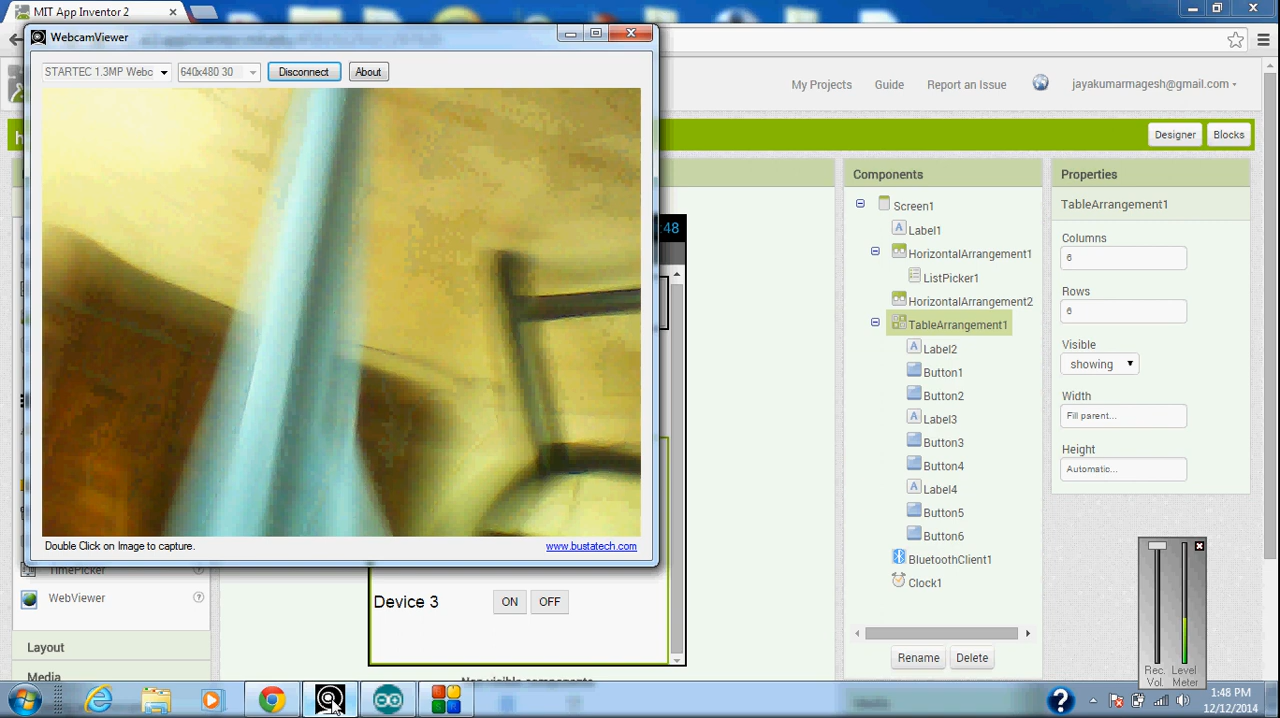 MIT App Inventor 2
WebcamViewer
STARTEC 1.3MP Webc
640x480 30
Disconnect
About
My Projects
Guide
Report an Issue
jayakumarmagesh@gmail.com
Designer
Blocks
Components
Properties
Screen1
TableArrangement1
Label1
Columns
HorizontalArrangement1
6
ListPicker1
Rows
HorizontalArrangement2
6
TableArrangement1
Visible
Label2
showing
Button1
Width
Button2
Fill parent...
Label3
Button3
Height
Button4
Automatic...
Label4
Button5
Button6
BluetoothClient1
Clock1
:48
Double Click on Image to capture.
www.bustatech.com
TimePicker
WebViewer
Device 3
ON
OFF
Layout
Media
Rename
Delete
Rec. Level
Vol. Meter
1:48 PM
12/12/2014